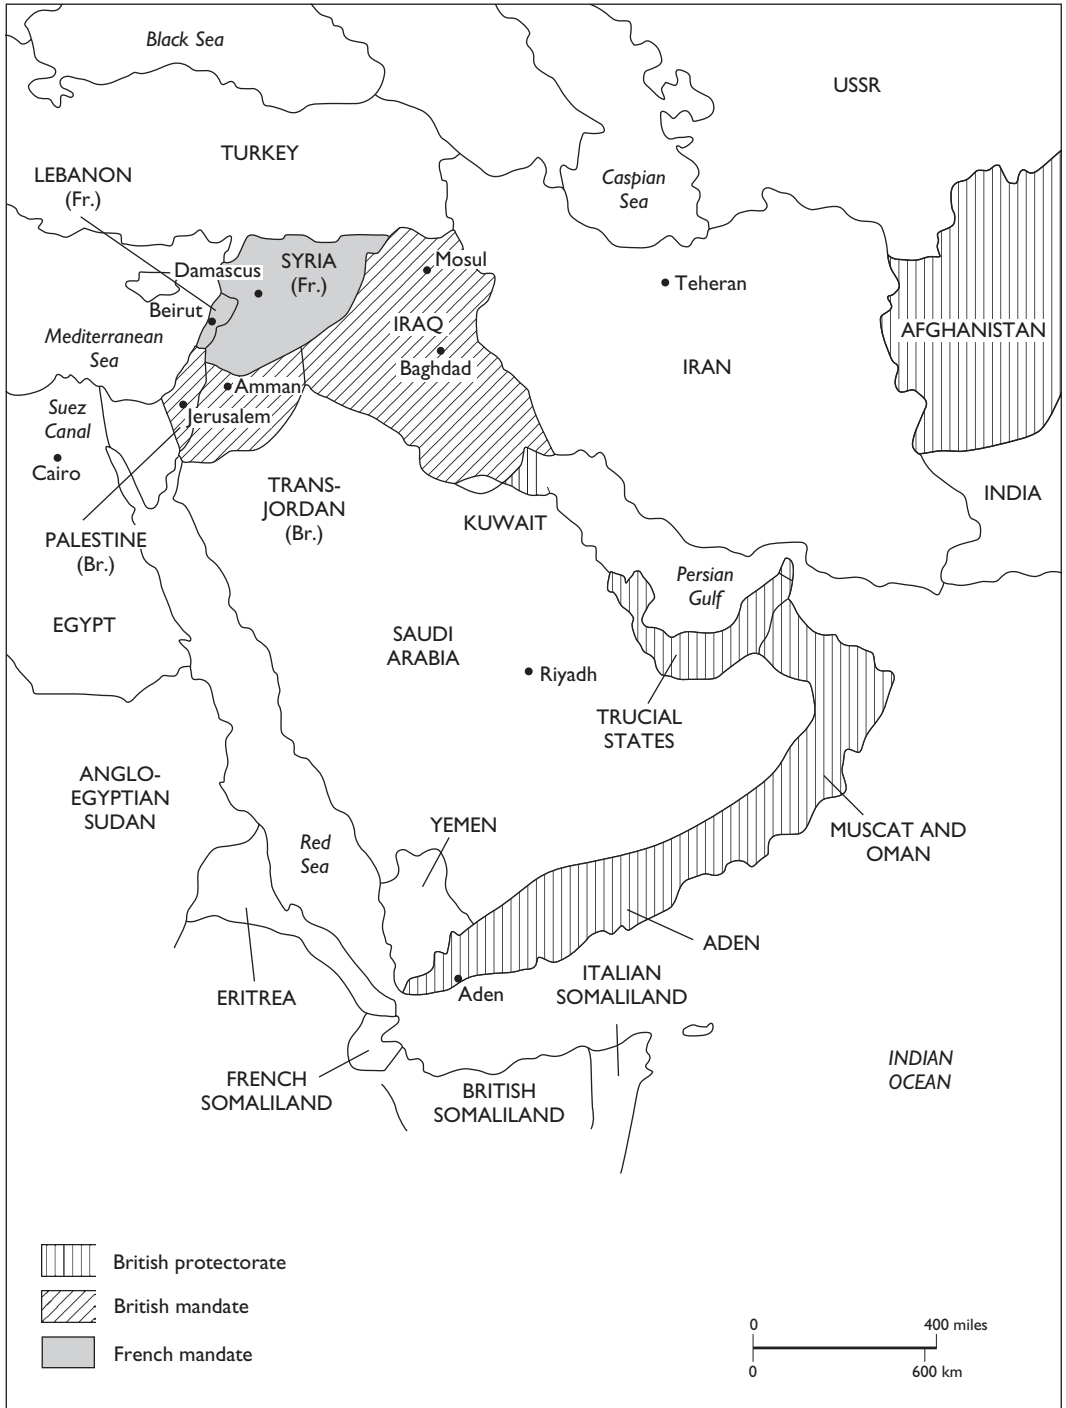 Black Sea
USSR
TURKEY
LEBANON
(Fr.)
Caspian
Sea
Damascus
SYRIA
(Fr.)
Mosul
Teheran
Beirut
IRAQ
AFGHANISTAN
Mediterranean
Sea
Baghdad
IRAN
Amman
Suez
Canal
Jerusalem
Cairo
TRANS-
JORDAN
(Br.)
INDIA
KUWAIT
PALESTINE
(Br.)
Persian
Gulf
EGYPT
SAUDI
ARABIA
Riyadh
TRUCIAL
STATES
ANGLO-
EGYPTIAN
SUDAN
YEMEN
MUSCAT AND
OMAN
Red
Sea
ADEN
ITALIAN
SOMALILAND
Aden
ERITREA
INDIAN
OCEAN
FRENCH
SOMALILAND
BRITISH
SOMALILAND
British protectorate
British mandate
French mandate
0 400 miles
0 600 km